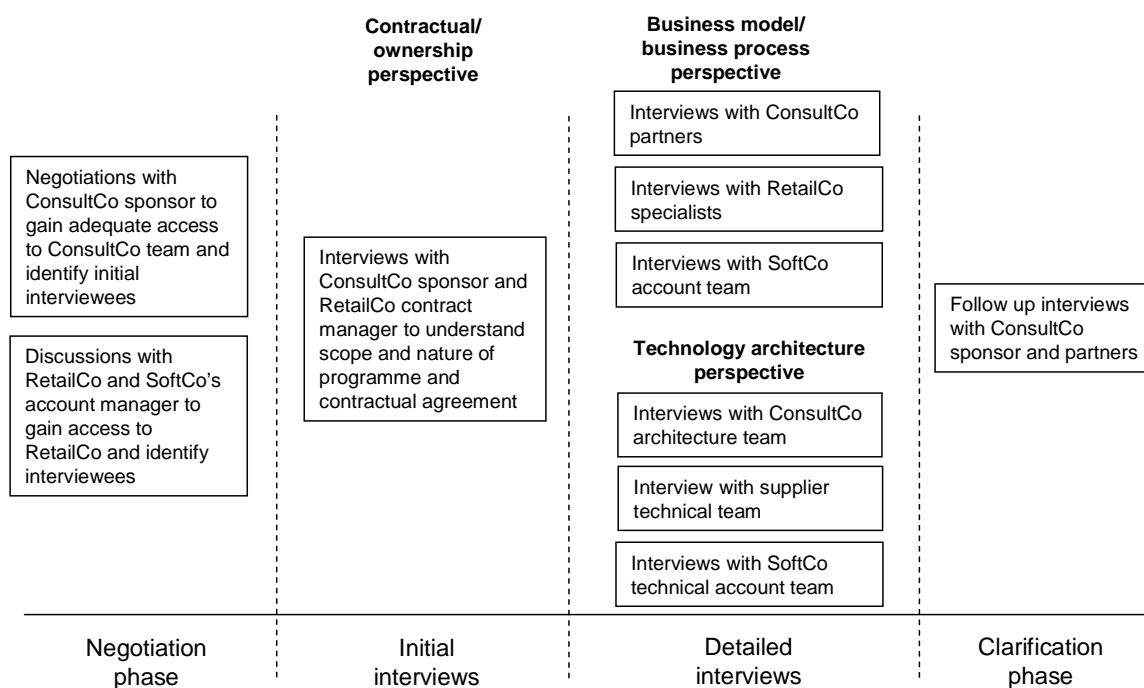 Contractual/
ownership
perspective
Business model/
business process
perspective
Negotiations with
ConsultCo sponsor to
gain adequate access
to ConsultCo team and
identify initial
interviewees
Discussions with
RetailCo and SoftCo’s
account manager to
gain access to
RetailCo and identify
interviewees
Interviews with
ConsultCo sponsor and
RetailCo contract
manager to understand
scope and nature of
programme and
contractual agreement
Interviews with ConsultCo
partners
Interviews with RetailCo
specialists
Interviews with SoftCo
account team
Technology architecture
perspective
Interviews with ConsultCo
architecture team
Interview with supplier
technical team
Interviews with SoftCo
technical account team
Follow up interviews
with ConsultCo
sponsor and partners
Negotiation
phase
Initial
interviews
Detailed
interviews
Clarification
phase